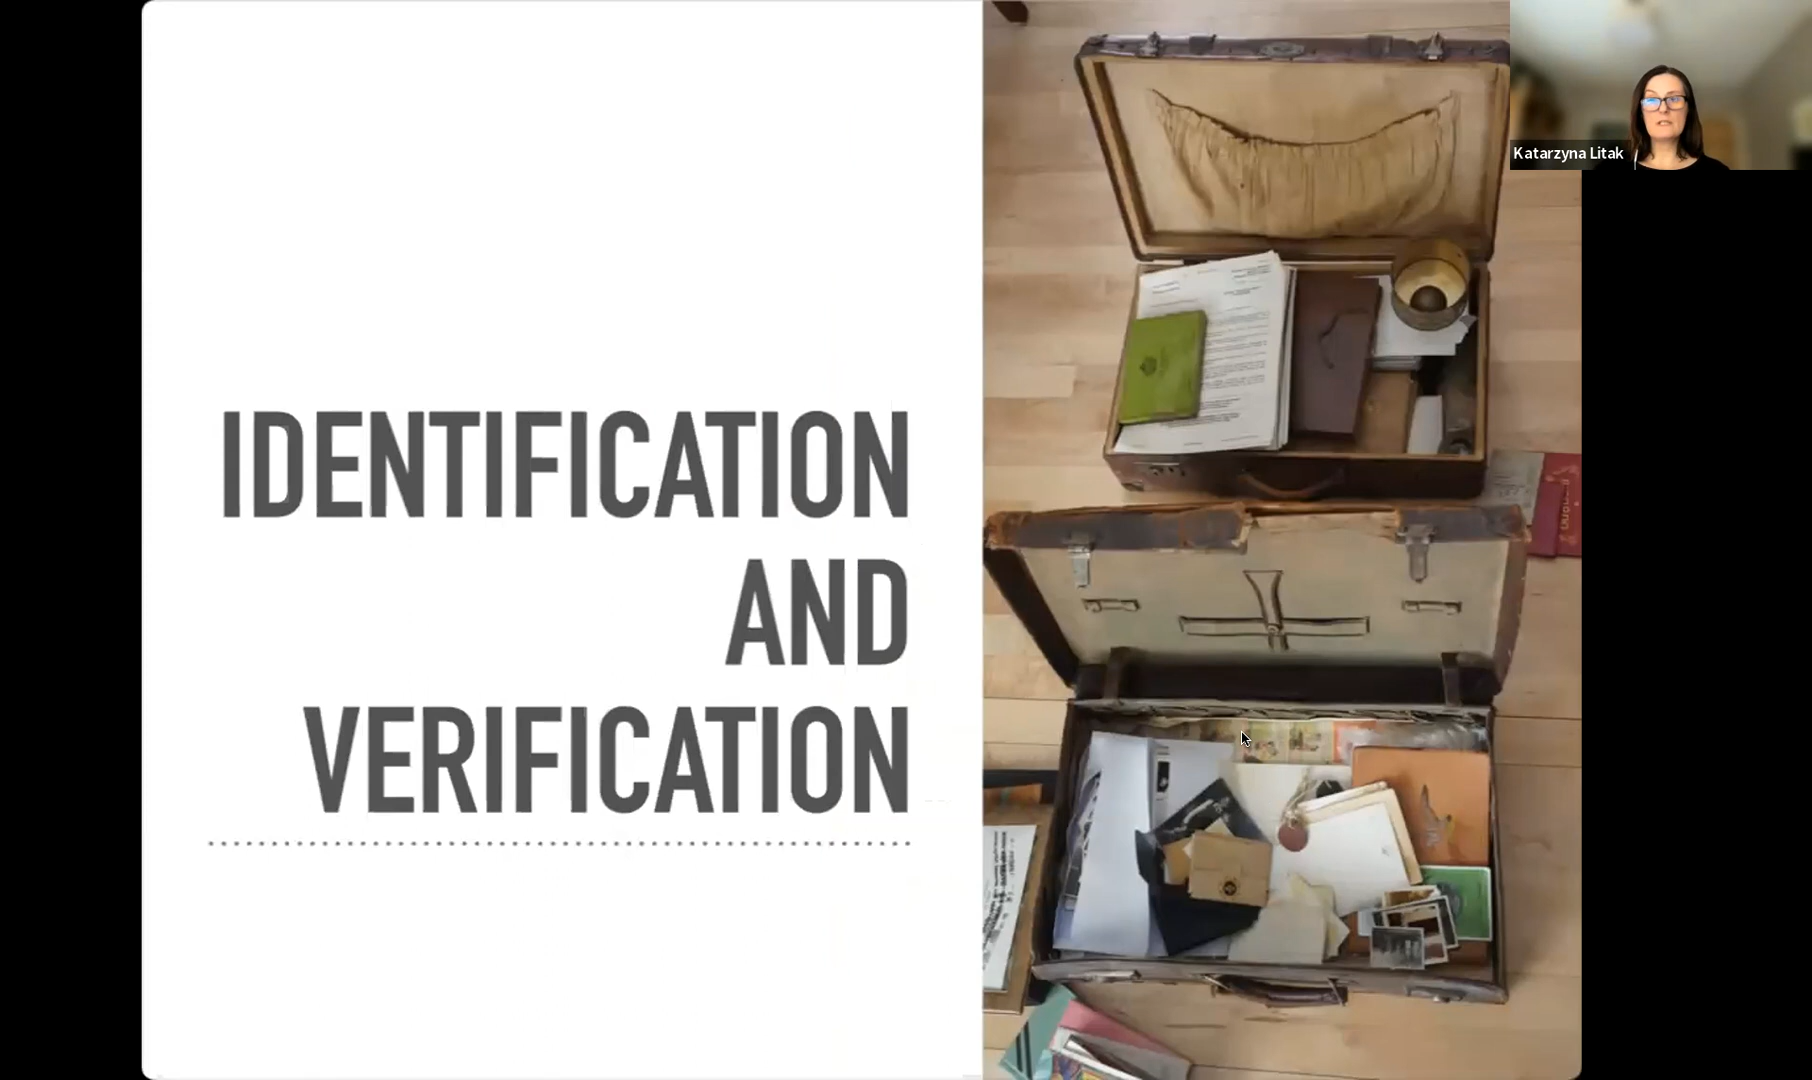 IDENTIFICATION
AND
VERIFICATION
Katarzyna Litak